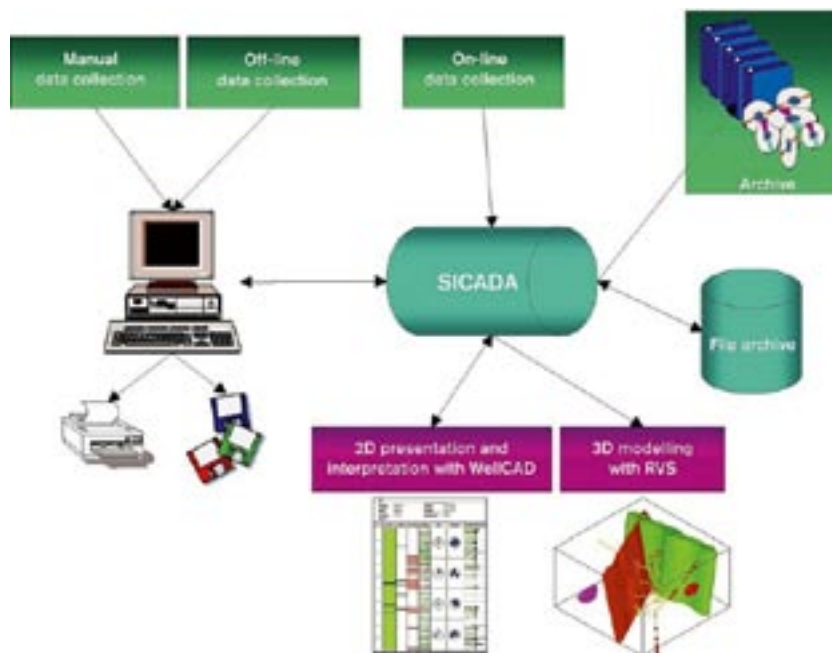 Manual
data collection
Off-line
data collection
On-line
data collection
Archive
SICADA
File archive
2D presentation and
interpretation with WellCAD
3D modelling
with RVS